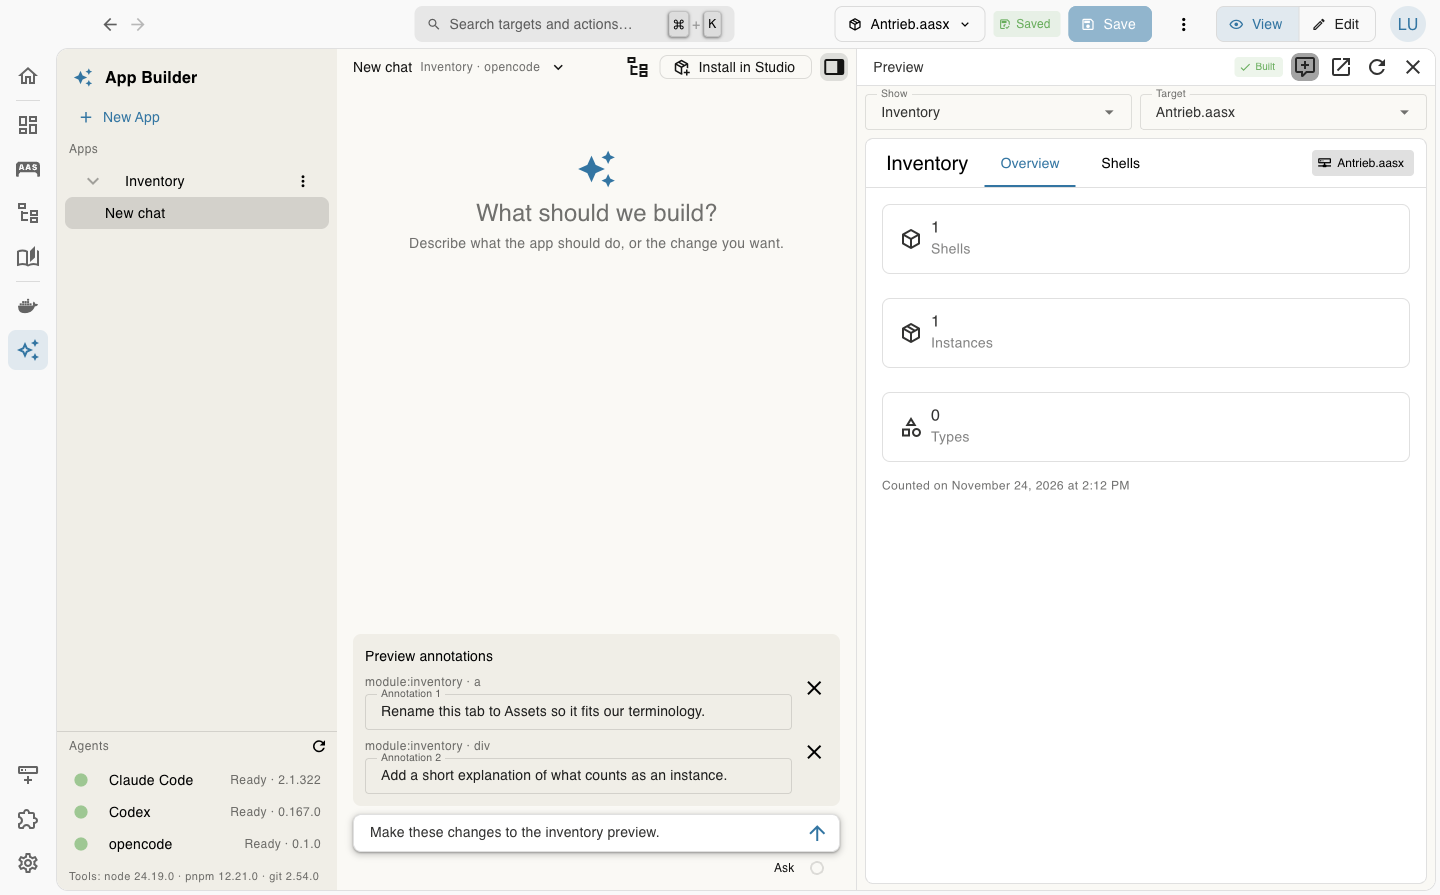 Search targets and actions…
⌘ + K
Antrieb.aasx
Saved
Save
View
Edit
LU
App Builder
New App
Apps
Inventory
New chat
AAS
Agents
Claude Code
Ready · 2.1.322
Codex
Ready · 0.167.0
opencode
Ready · 0.1.0
Tools: node 24.19.0 · pnpm 12.21.0 · git 2.54.0
New chat
Inventory · opencode
Install in Studio
What should we build?
Describe what the app should do, or the change you want.
Preview annotations
module:inventory · a
Annotation 1
Rename this tab to Assets so it fits our terminology.
module:inventory · div
Annotation 2
Add a short explanation of what counts as an instance.
Make these changes to the inventory preview.
Ask
Preview
Built
Show
Inventory
Target
Antrieb.aasx
Inventory
Overview
Shells
Antrieb.aasx
1
Shells
1
Instances
0
Types
Counted on November 24, 2026 at 2:12 PM